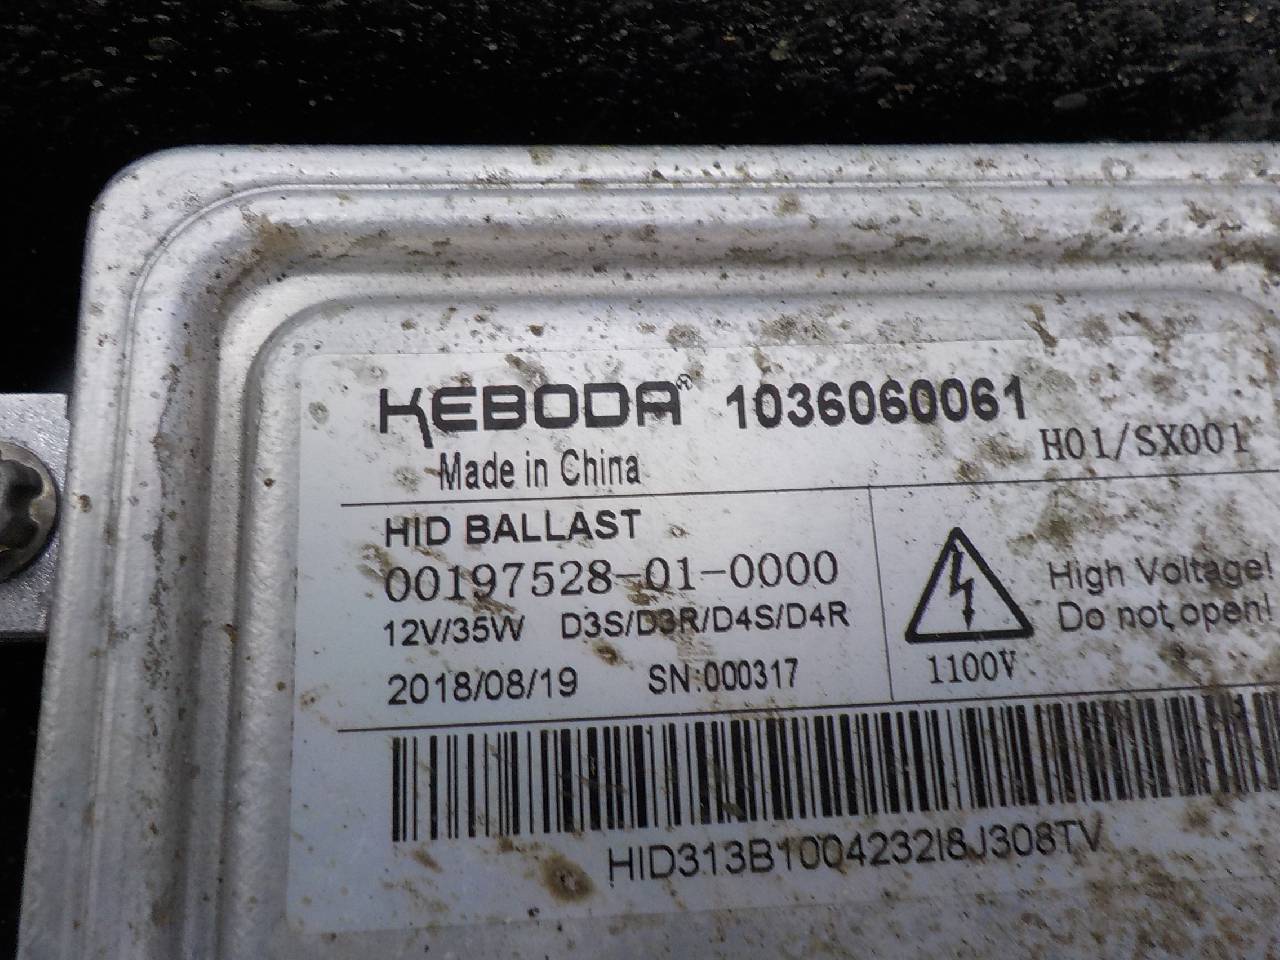 KEBODA® 1036060061
H01/SX001
Made in China
HID BALLAST
00197528-01-0000
12V/35W D3S/D3R/D4S/D4R
2018/08/19 SN:000317
High Voltage!
Do not open!
1100V
HID313B1004232I8J308TV